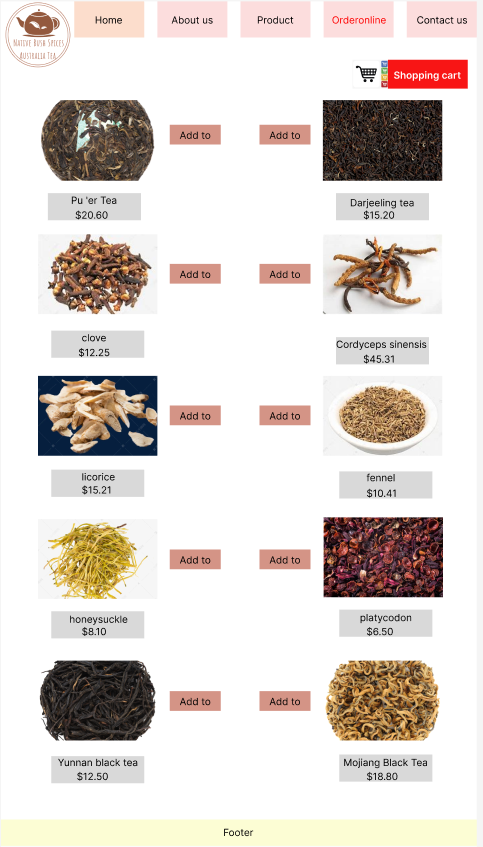 Native Bush Spices
Australia Tea
Home
About us
Product
Orderonline
Contact us
Shopping cart
Add to
Add to
Pu 'er Tea
$20.60
Darjeeling tea
$15.20
Add to
Add to
clove
$12.25
Cordyceps sinensis
$45.31
Add to
Add to
licorice
$15.21
fennel
$10.41
Add to
Add to
honeysuckle
$8.10
platycodon
$6.50
Add to
Add to
Yunnan black tea
$12.50
Mojiang Black Tea
$18.80
Footer